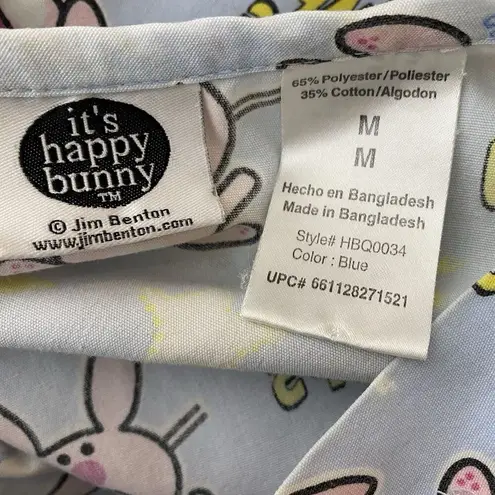 it's
happy
bunny
TM
© Jim Benton
www.jimbenton.com
65% Polyester/Poliester
35% Cotton/Algodon
M
M
Hecho en Bangladesh
Made in Bangladesh
Style# HBQ0034
Color : Blue
UPC# 661128271521